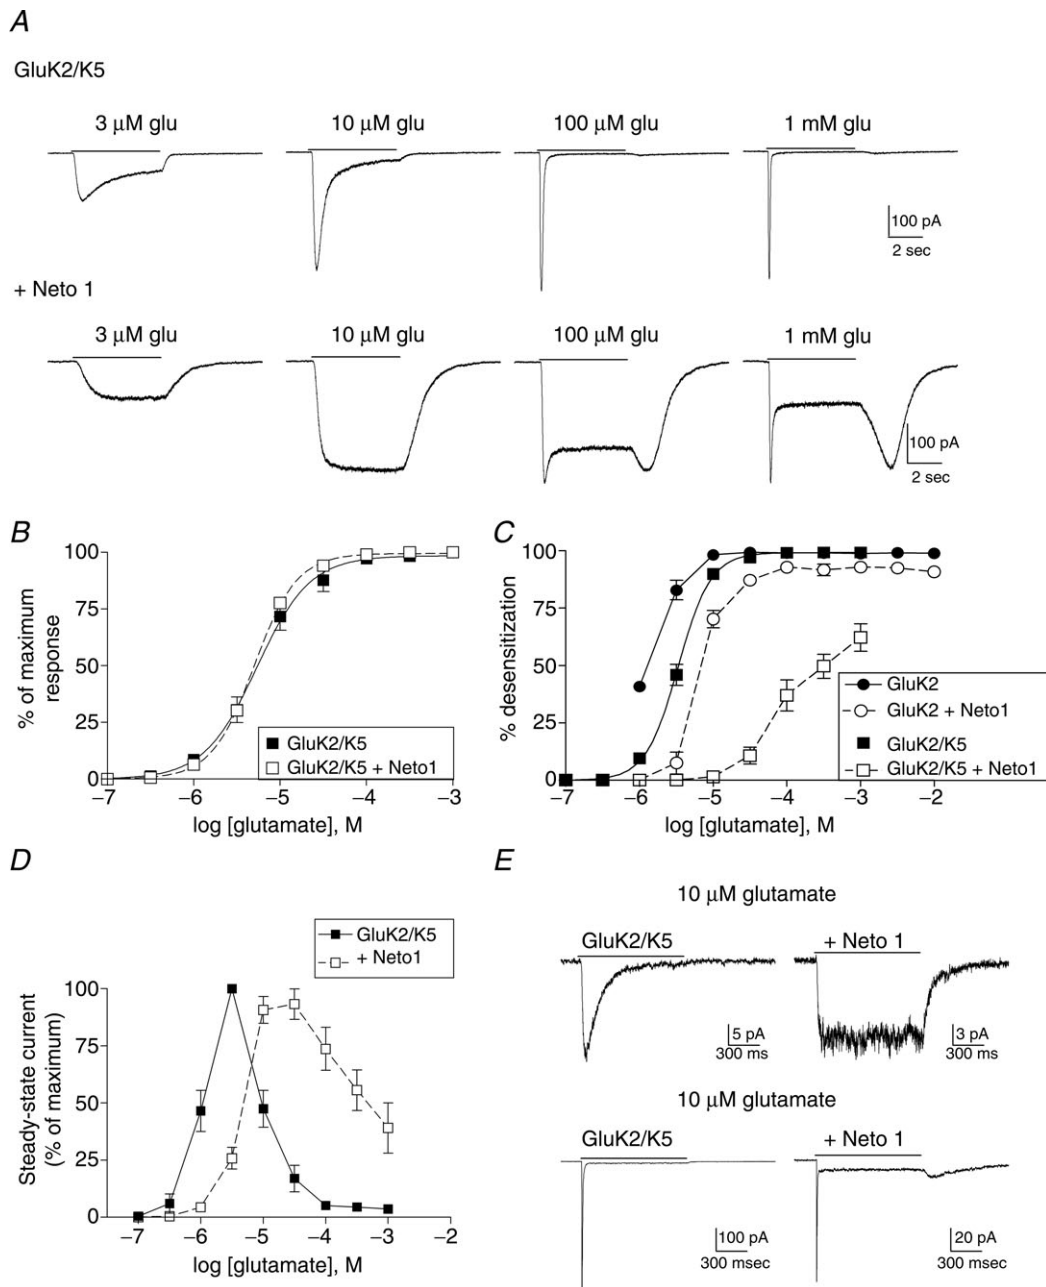 A
GluK2/K5
3 μM glu
10 μM glu
100 μM glu
1 mM glu
100 pA
2 sec
+ Neto 1
3 μM glu
10 μM glu
100 μM glu
1 mM glu
100 pA
2 sec
B
% of maximum
response
100
75
50
25
0
−7
−6
−5
−4
−3
log [glutamate], M
GluK2/K5
GluK2/K5 + Neto1
C
% desensitization
100
75
50
25
0
−7
−6
−5
−4
−3
−2
log [glutamate], M
GluK2
GluK2 + Neto1
GluK2/K5
GluK2/K5 + Neto1
D
GluK2/K5
+ Neto1
Steady-state current
(% of maximum)
100
75
50
25
0
−7
−6
−5
−4
−3
−2
log [glutamate], M
E
10 μM glutamate
GluK2/K5
+ Neto 1
5 pA
300 ms
3 pA
300 ms
10 μM glutamate
GluK2/K5
+ Neto 1
100 pA
300 msec
20 pA
300 msec